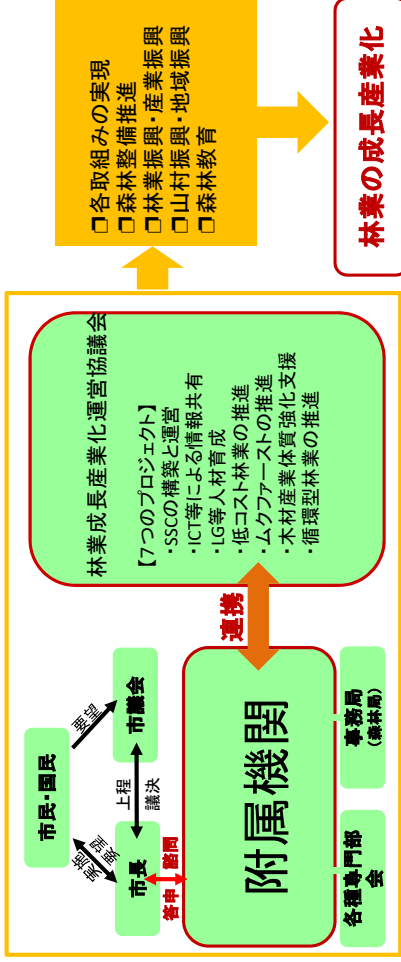 市民・国民
要望
実施
要望
市長
上程
議決
市議会
答申
諮問
附属機関
各種専門部会
事務局
（森林局）
連携
林業成長産業化運営協議会
【7つのプロジェクト】
・SSCの構築と運営
・ICT等による情報共有
・LG等人材育成
・低コスト林業の推進
・ムクファーストの推進
・木材産業体質強化支援
・循環型林業の推進
❑各取組みの実現
❑森林整備推進
❑林業振興・産業振興
❑山村振興・地域振興
❑森林教育
林業の成長産業化